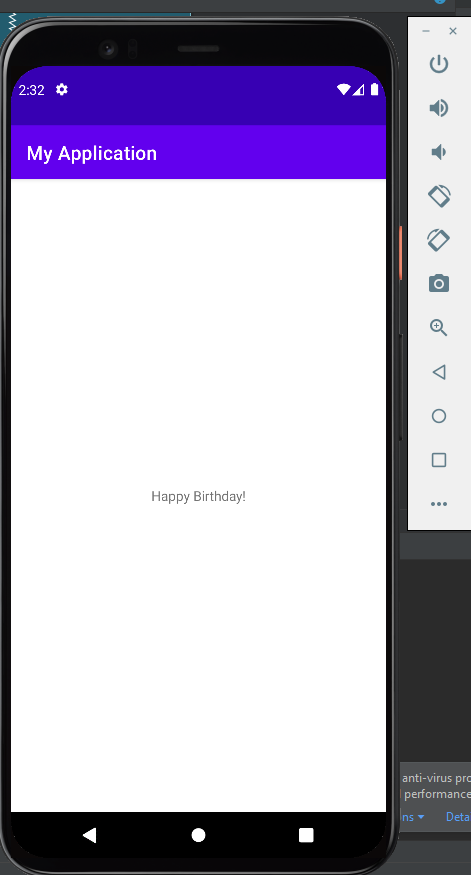 2:32
My Application
Happy Birthday!
anti-virus pro
performance
ns
Deta